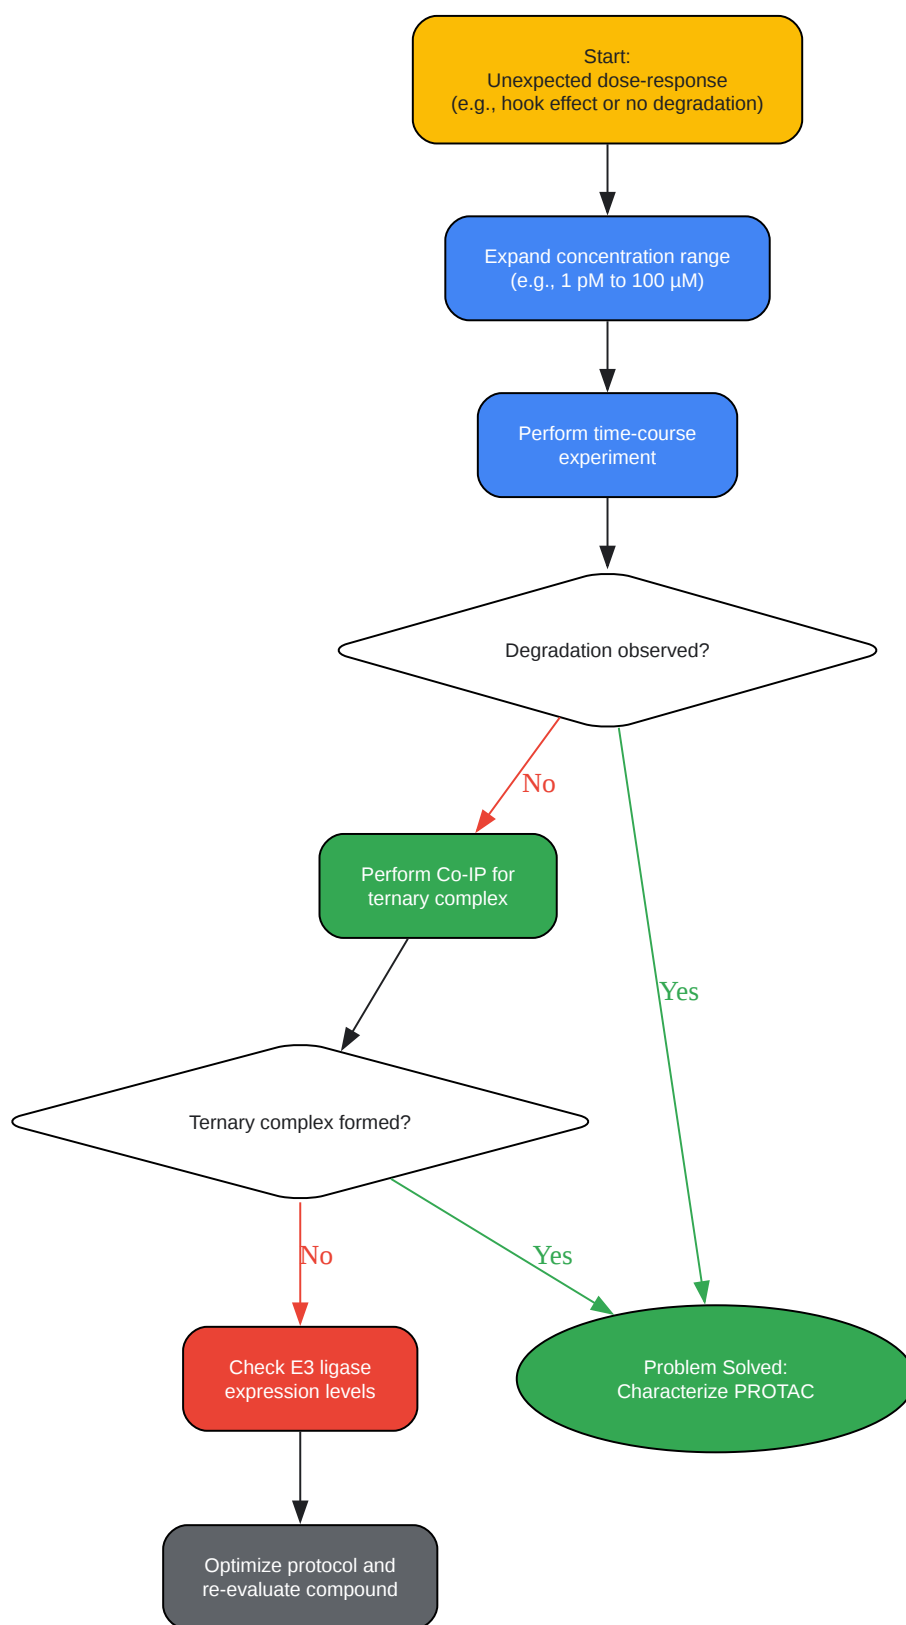 Start:
Unexpected dose-response
(e.g., hook effect or no degradation)
Expand concentration range
(e.g., 1 pM to 100 µM)
Perform time-course
experiment
Degradation observed?
No
Perform Co-IP for
ternary complex
Yes
Ternary complex formed?
No
Yes
Check E3 ligase
expression levels
Problem Solved:
Characterize PROTAC
Optimize protocol and
re-evaluate compound